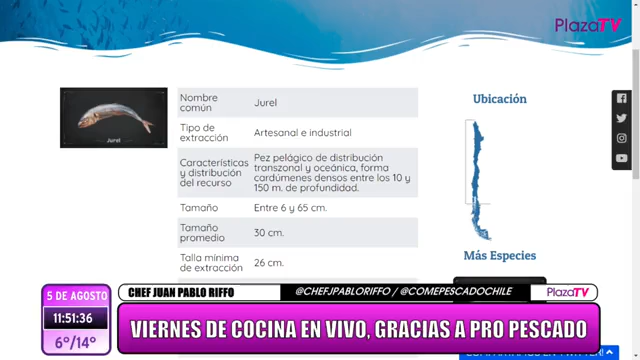 PlazaTV
Jurel
Nombre común
Jurel
Tipo de extracción
Artesanal e industrial
Características y distribución del recurso
Pez pelágico de distribución
transzonal y oceánica, forma
cardúmenes densos entre los 10 y
150 m. de profundidad.
Tamaño
Entre 6 y 65 cm.
Tamaño promedio
30 cm.
Talla mínima de extracción
26 cm.
Ubicación
Más Especies
5 DE AGOSTO
11:51:36
6°/14°
CHEF JUAN PABLO RIFFO
@CHEFJPABLORIFFO / @COMEPESCADOCHILE
PlazaTV
VIERNES DE COCINA EN VIVO, GRACIAS A PRO PESCADO